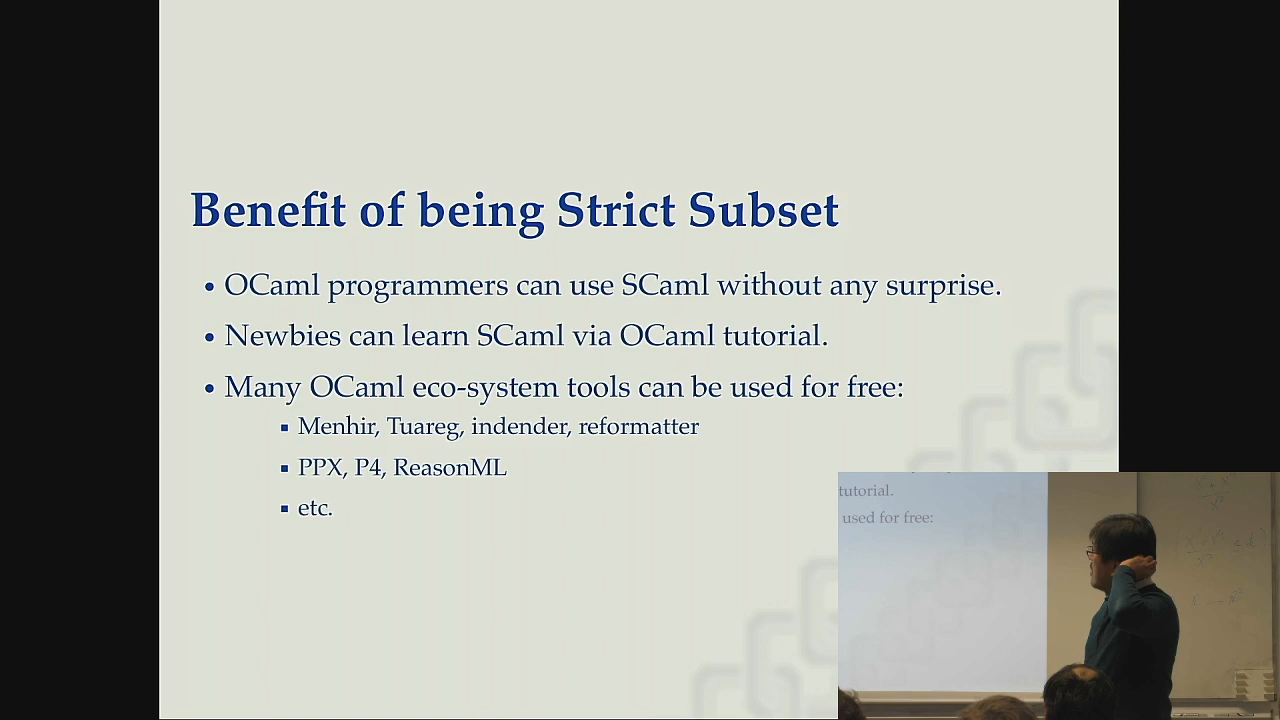 Benefit of being Strict Subset
• OCaml programmers can use SCaml without any surprise.
• Newbies can learn SCaml via OCaml tutorial.
• Many OCaml eco-system tools can be used for free:
▪ Menhir, Tuareg, indender, reformatter
▪ PPX, P4, ReasonML
▪ etc.
tutorial.
used for free: